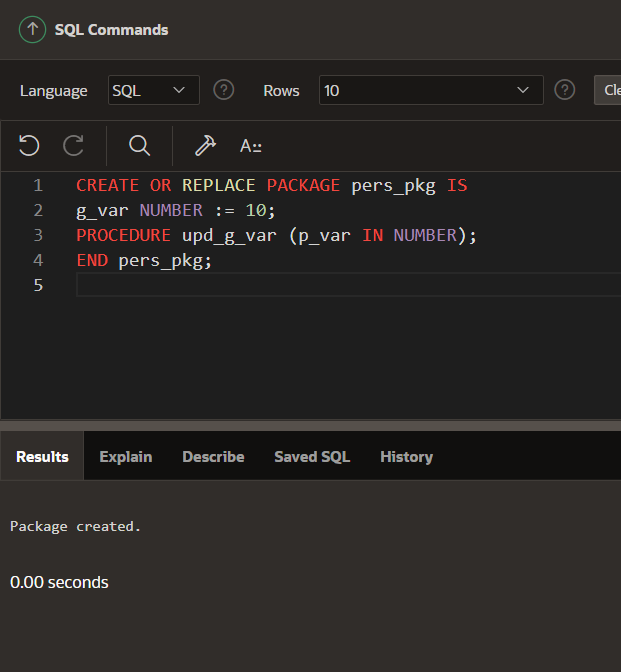 SQL Commands
Language SQL ? Rows 10 ? Cle
A::
1 CREATE OR REPLACE PACKAGE pers_pkg IS
2 g_var NUMBER := 10;
3 PROCEDURE upd_g_var (p_var IN NUMBER);
4 END pers_pkg;
5
Results Explain Describe Saved SQL History
Package created.
0.00 seconds